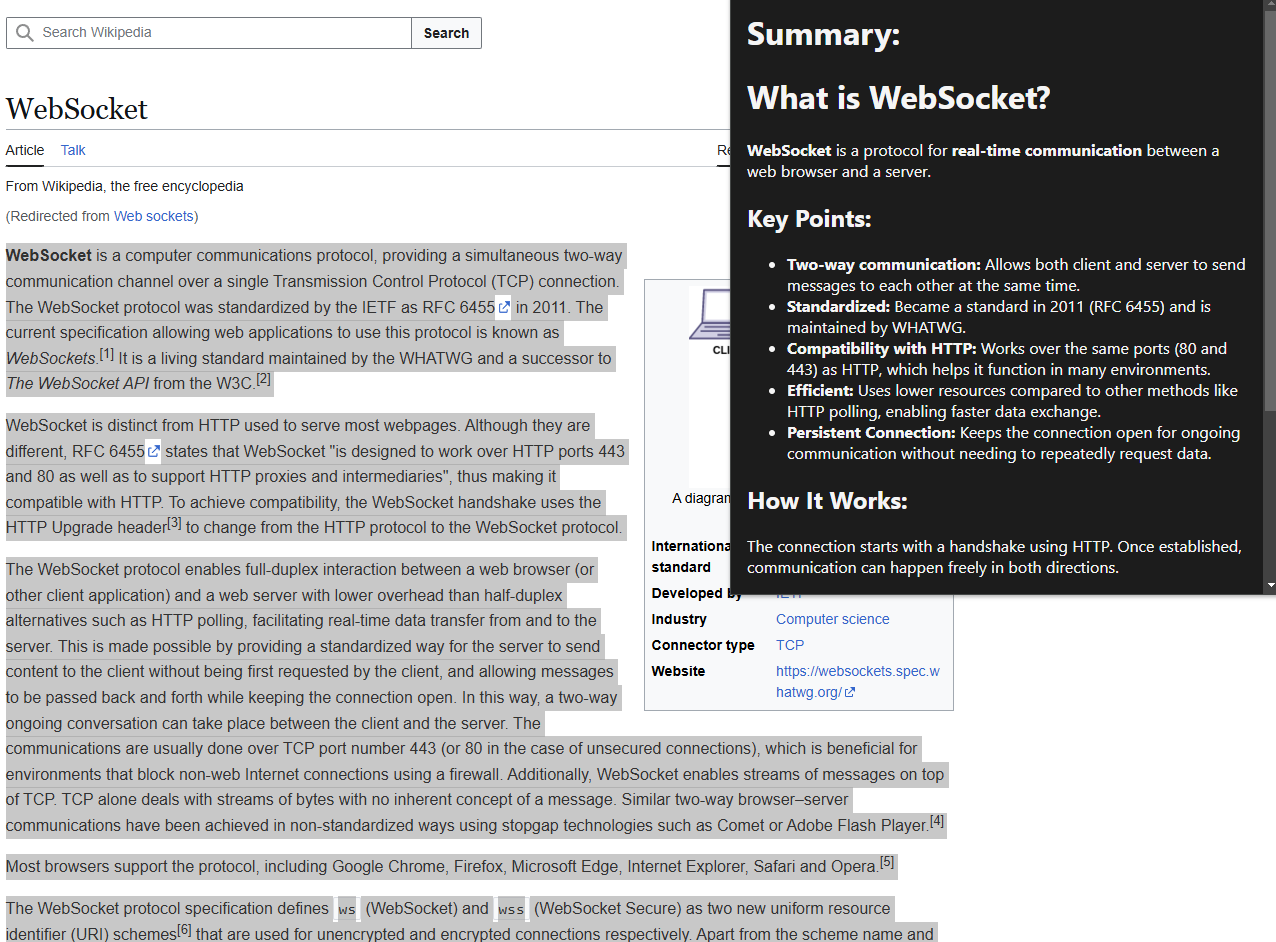 Search Wikipedia
Search
WebSocket
Article
Talk
Re
From Wikipedia, the free encyclopedia
(Redirected from Web sockets)
WebSocket is a computer communications protocol, providing a simultaneous two-way
communication channel over a single Transmission Control Protocol (TCP) connection.
The WebSocket protocol was standardized by the IETF as RFC 6455 in 2011. The
current specification allowing web applications to use this protocol is known as
WebSockets.[1] It is a living standard maintained by the WHATWG and a successor to
The WebSocket API from the W3C.[2]
WebSocket is distinct from HTTP used to serve most webpages. Although they are
different, RFC 6455 states that WebSocket "is designed to work over HTTP ports 443
and 80 as well as to support HTTP proxies and intermediaries", thus making it
compatible with HTTP. To achieve compatibility, the WebSocket handshake uses the
HTTP Upgrade header[3] to change from the HTTP protocol to the WebSocket protocol.
The WebSocket protocol enables full-duplex interaction between a web browser (or
other client application) and a web server with lower overhead than half-duplex
alternatives such as HTTP polling, facilitating real-time data transfer from and to the
server. This is made possible by providing a standardized way for the server to send
content to the client without being first requested by the client, and allowing messages
to be passed back and forth while keeping the connection open. In this way, a two-way
ongoing conversation can take place between the client and the server. The
communications are usually done over TCP port number 443 (or 80 in the case of unsecured connections), which is beneficial for
environments that block non-web Internet connections using a firewall. Additionally, WebSocket enables streams of messages on top
of TCP. TCP alone deals with streams of bytes with no inherent concept of a message. Similar two-way browser–server
communications have been achieved in non-standardized ways using stopgap technologies such as Comet or Adobe Flash Player.[4]
Most browsers support the protocol, including Google Chrome, Firefox, Microsoft Edge, Internet Explorer, Safari and Opera.[5]
The WebSocket protocol specification defines ws (WebSocket) and wss (WebSocket Secure) as two new uniform resource
identifier (URI) schemes[6] that are used for unencrypted and encrypted connections respectively. Apart from the scheme name and
CLI
A diagram
Internationa
standard
Developed by IETF
Industry Computer science
Connector type TCP
Website https://websockets.spec.w
hatwg.org/
Summary:
What is WebSocket?
WebSocket is a protocol for real-time communication between a
web browser and a server.
Key Points:
• Two-way communication: Allows both client and server to send
messages to each other at the same time.
• Standardized: Became a standard in 2011 (RFC 6455) and is
maintained by WHATWG.
• Compatibility with HTTP: Works over the same ports (80 and
443) as HTTP, which helps it function in many environments.
• Efficient: Uses lower resources compared to other methods like
HTTP polling, enabling faster data exchange.
• Persistent Connection: Keeps the connection open for ongoing
communication without needing to repeatedly request data.
How It Works:
The connection starts with a handshake using HTTP. Once established,
communication can happen freely in both directions.